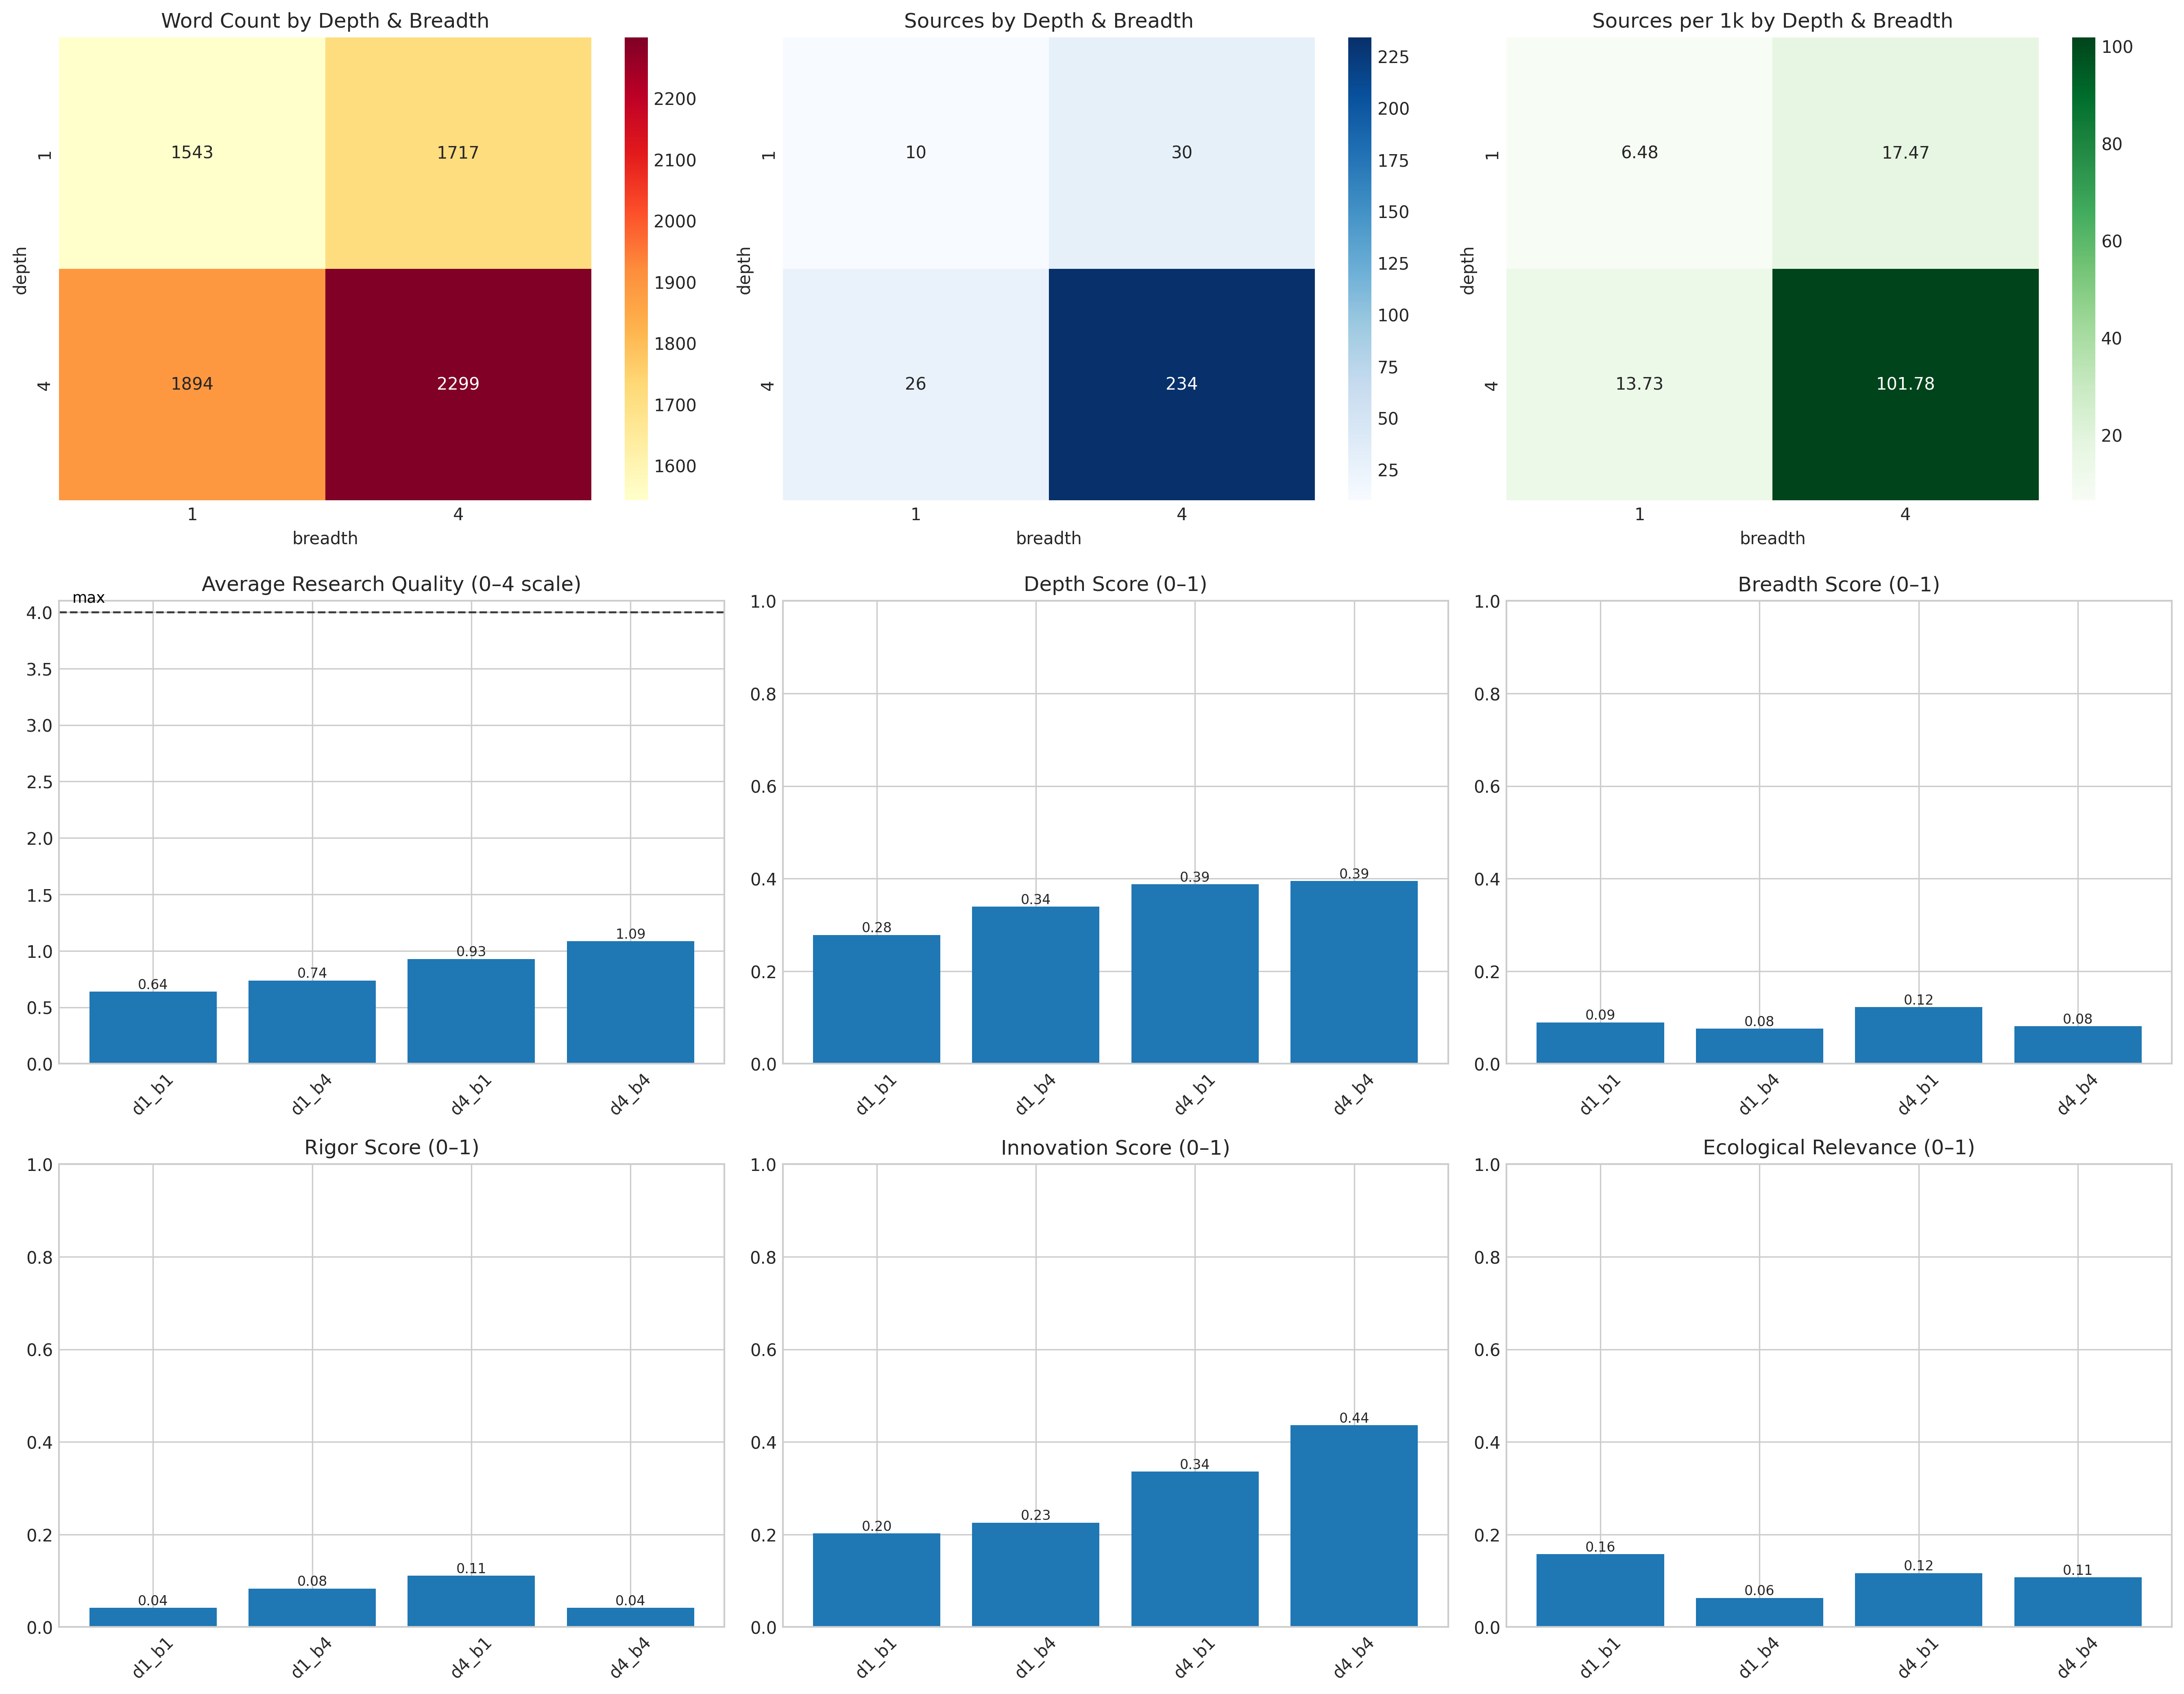 Word Count by Depth & Breadth
1543 1717
1894 2299
1
4
depth
1 4
breadth
2200
2100
2000
1900
1800
1700
1600
Sources by Depth & Breadth
10 30
26 234
1
4
depth
1 4
breadth
225
200
175
150
125
100
75
50
25
Sources per 1k by Depth & Breadth
6.48 17.47
13.73 101.78
1
4
depth
1 4
breadth
100
80
60
40
20
Average Research Quality (0–4 scale)
max
4.0
3.5
3.0
2.5
2.0
1.5
1.0
0.5
0.0
0.64 0.74 0.93 1.09
d1_b1 d1_b4 d4_b1 d4_b4
Depth Score (0–1)
1.0
0.8
0.6
0.4
0.2
0.0
0.28 0.34 0.39 0.39
d1_b1 d1_b4 d4_b1 d4_b4
Breadth Score (0–1)
1.0
0.8
0.6
0.4
0.2
0.0
0.09 0.08 0.12 0.08
d1_b1 d1_b4 d4_b1 d4_b4
Rigor Score (0–1)
1.0
0.8
0.6
0.4
0.2
0.0
0.04 0.08 0.11 0.04
d1_b1 d1_b4 d4_b1 d4_b4
Innovation Score (0–1)
1.0
0.8
0.6
0.4
0.2
0.0
0.20 0.23 0.34 0.44
d1_b1 d1_b4 d4_b1 d4_b4
Ecological Relevance (0–1)
1.0
0.8
0.6
0.4
0.2
0.0
0.16 0.06 0.12 0.11
d1_b1 d1_b4 d4_b1 d4_b4